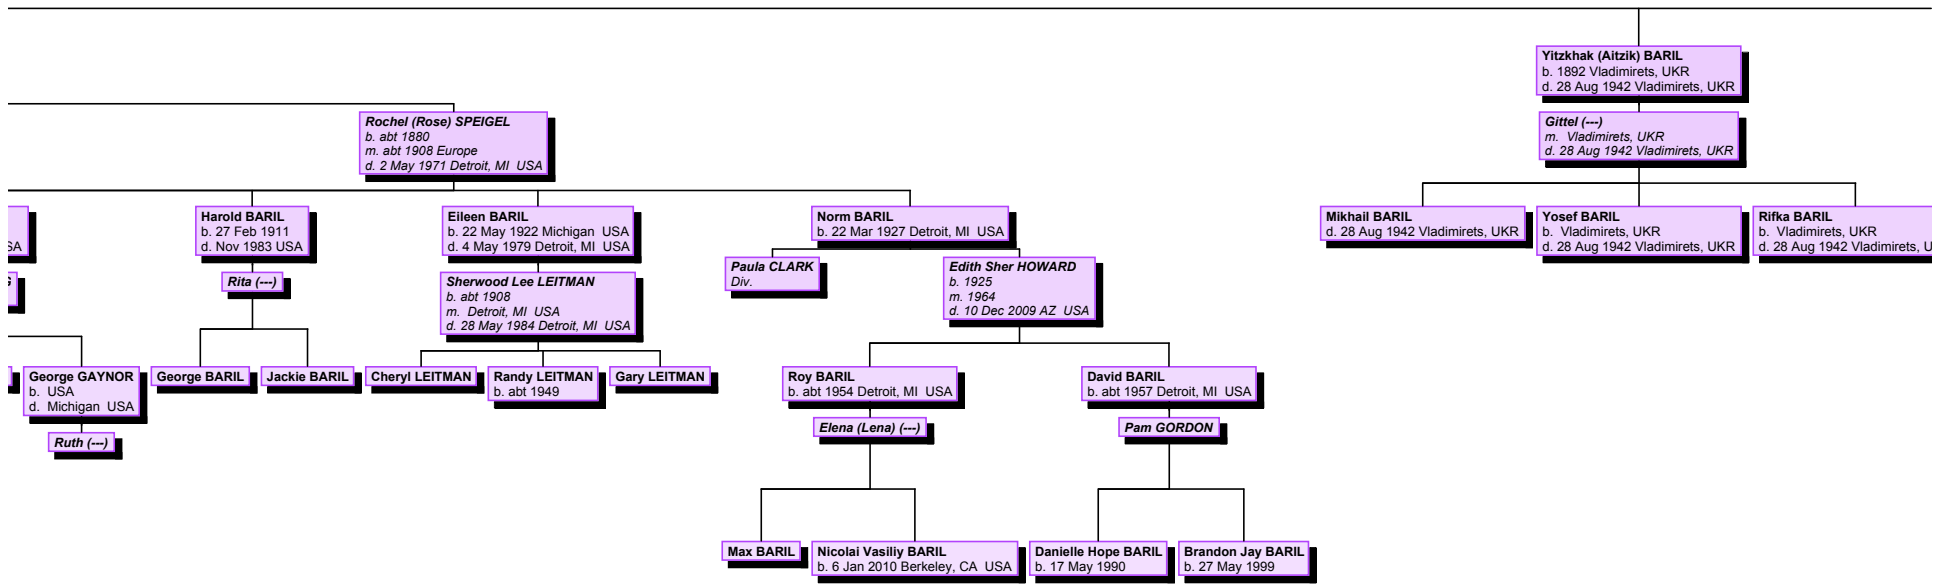 Yitzkhak (Aitzik) BARIL
b. 1892 Vladimirets, UKR
d. 28 Aug 1942 Vladimirets, UKR
Rochel (Rose) SPEIGEL
b. abt 1880
m. abt 1908 Europe
d. 2 May 1971 Detroit, MI USA
Gittel (---)
m. Vladimirets, UKR
d. 28 Aug 1942 Vladimirets, UKR
SA
G
Harold BARIL
b. 27 Feb 1911
d. Nov 1983 USA
Rita (---)
Eileen BARIL
b. 22 May 1922 Michigan USA
d. 4 May 1979 Detroit, MI USA
Sherwood Lee LEITMAN
b. abt 1908
m. Detroit, MI USA
d. 28 May 1984 Detroit, MI USA
Norm BARIL
b. 22 Mar 1927 Detroit, MI USA
Paula CLARK
Div.
Edith Sher HOWARD
b. 1925
m. 1964
d. 10 Dec 2009 AZ USA
Mikhail BARIL
d. 28 Aug 1942 Vladimirets, UKR
Yosef BARIL
b. Vladimirets, UKR
d. 28 Aug 1942 Vladimirets, UKR
Rifka BARIL
b. Vladimirets, UKR
d. 28 Aug 1942 Vladimirets, U
George GAYNOR
b. USA
d. Michigan USA
Ruth (---)
George BARIL
Jackie BARIL
Cheryl LEITMAN
Randy LEITMAN
b. abt 1949
Gary LEITMAN
Roy BARIL
b. abt 1954 Detroit, MI USA
Elena (Lena) (---)
David BARIL
b. abt 1957 Detroit, MI USA
Pam GORDON
Max BARIL
Nicolai Vasiliy BARIL
b. 6 Jan 2010 Berkeley, CA USA
Danielle Hope BARIL
b. 17 May 1990
Brandon Jay BARIL
b. 27 May 1999